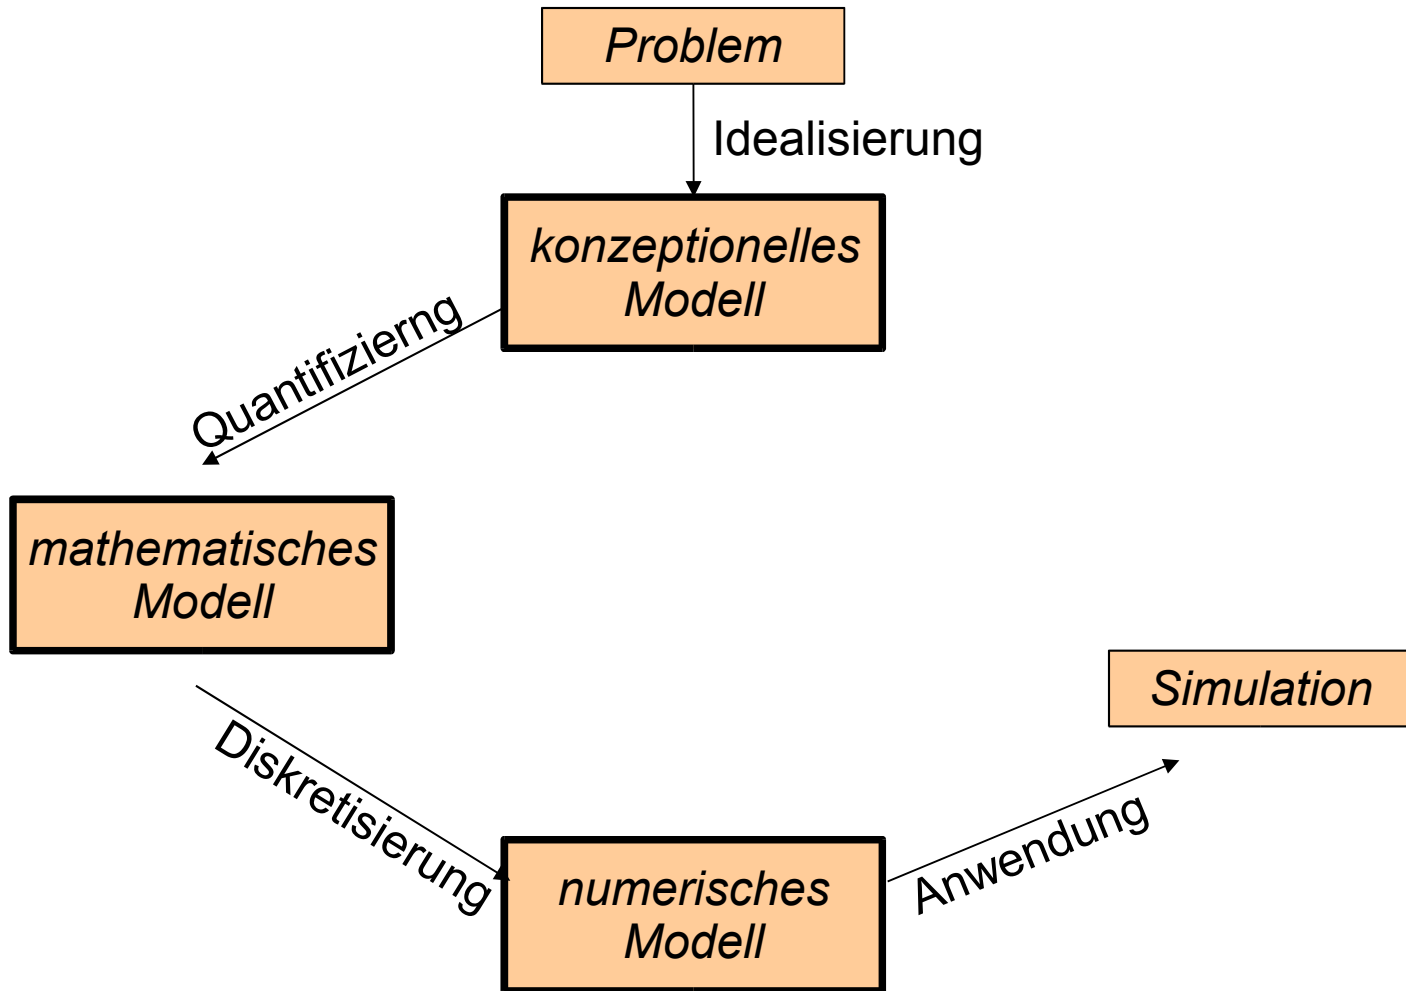 Problem
Idealisierung
konzeptionelles
Modell
Quantifizierng
mathematisches
Modell
Simulation
Diskretisierung
Anwendung
numerisches
Modell